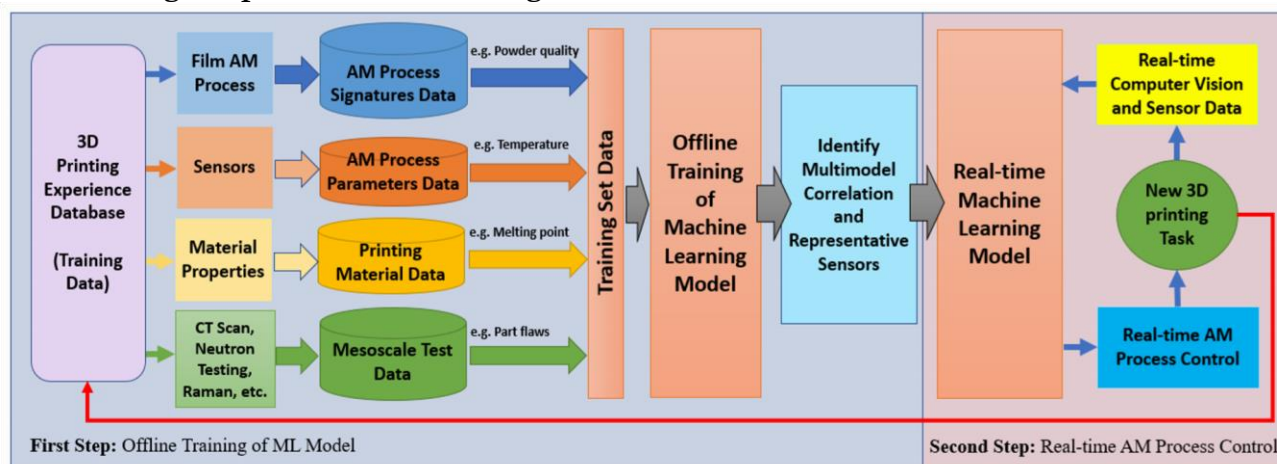 3D
Printing
Experience
Database
(Training
Data)
Film AM
Process
AM Process
Signatures Data
e.g. Powder quality
Sensors
AM Process
Parameters Data
e.g. Temperature
Material
Properties
Printing
Material Data
e.g. Melting point
CT Scan,
Neutron
Testing,
Raman, etc.
Mesoscale Test
Data
e.g. Part flaws
Training Set Data
Offline
Training
of
Machine
Learning
Model
Identify
Multimodel
Correlation
and
Representative
Sensors
Real-time
Machine
Learning
Model
Real-time
Computer Vision
and Sensor Data
New 3D
printing
Task
Real-time AM
Process Control
First Step: Offline Training of ML Model
Second Step: Real-time AM Process Control